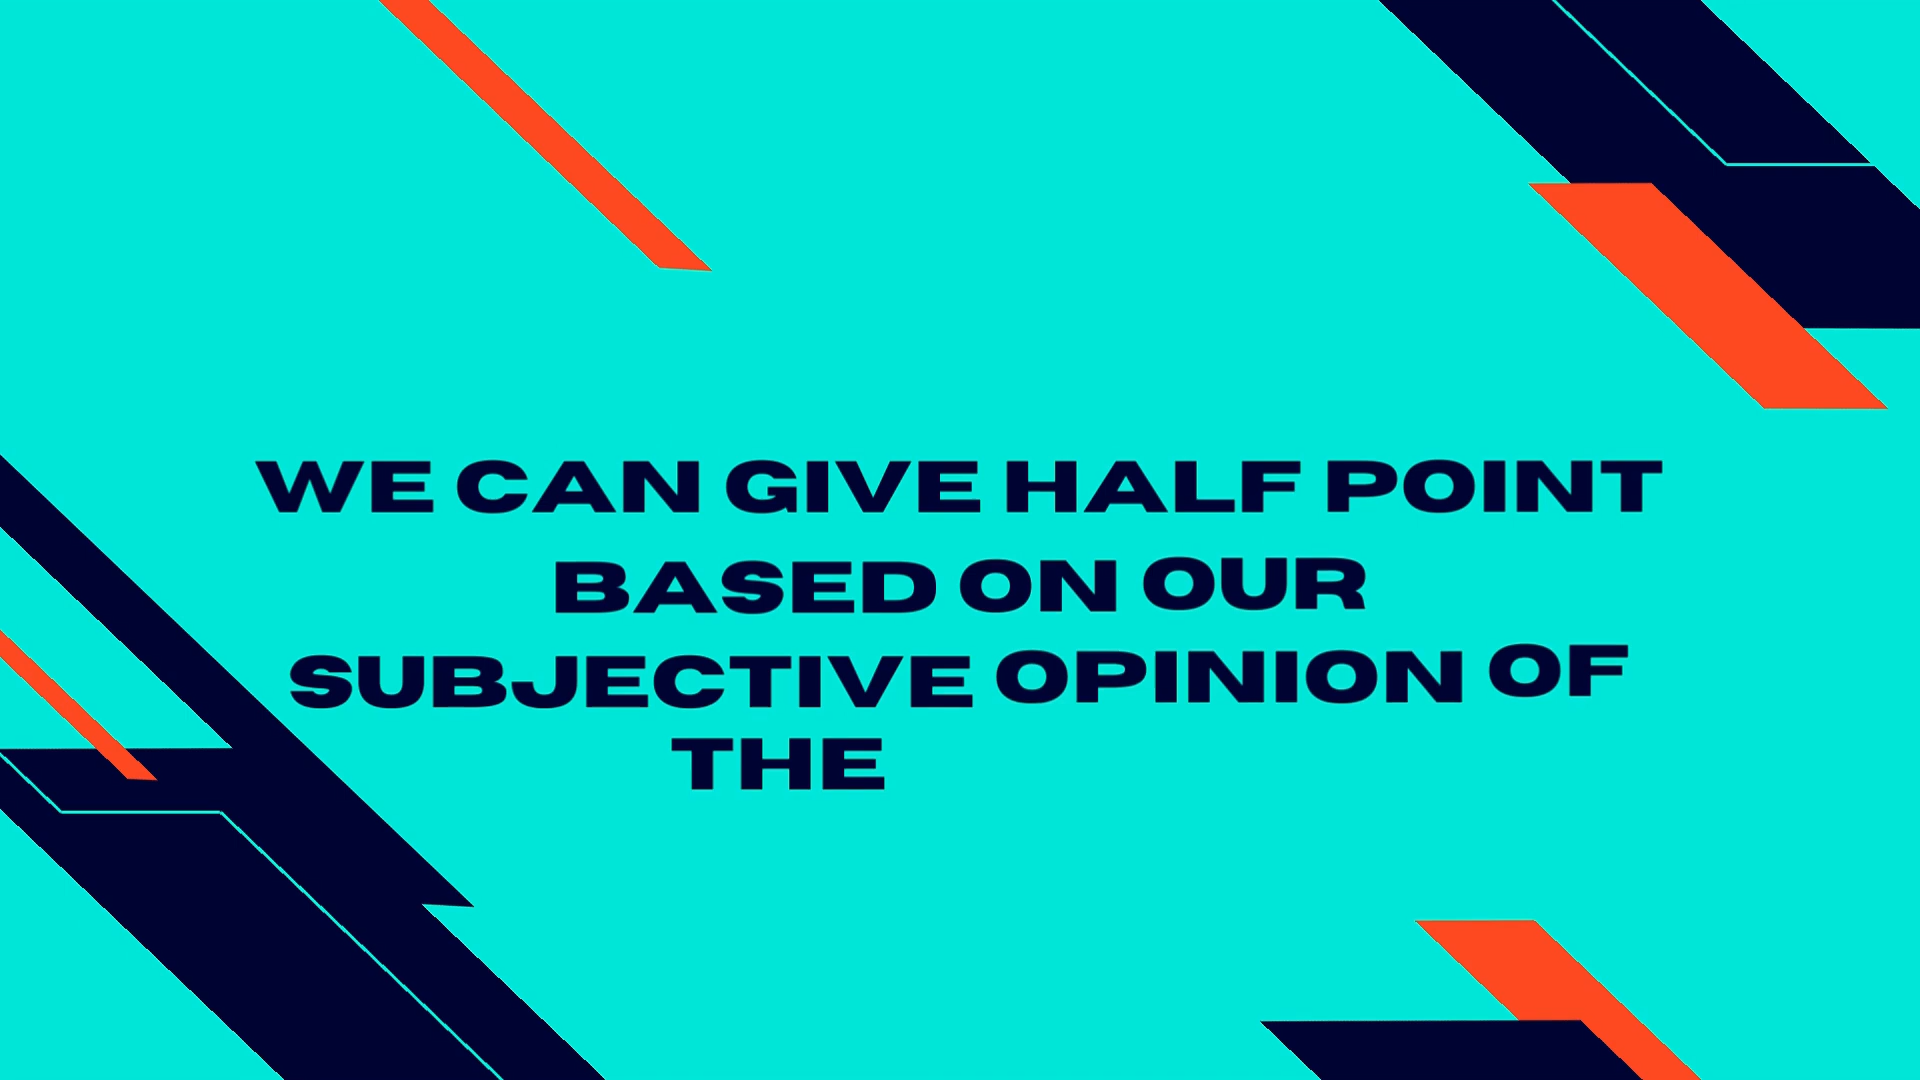 WE CAN GIVE HALF POINT
BASED ON OUR
SUBJECTIVE OPINION OF
THE